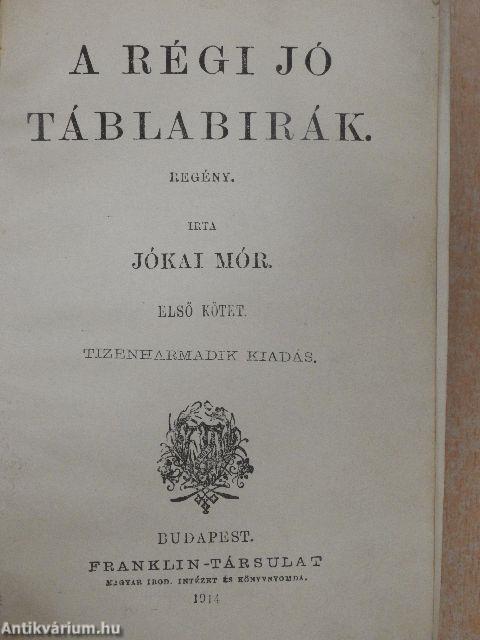 A RÉGI JÓ
TÁBLABIRÁK.
REGÉNY.
IRTA
JÓKAI MÓR.
ELSŐ KÖTET.
TIZENHARMADIK KIADÁS.
BUDAPEST.
FRANKLIN-TÁRSULAT
MAGYAR IROD. INTÉZET ÉS KÖNYVNYOMDA.
1914
Antikvárium.hu